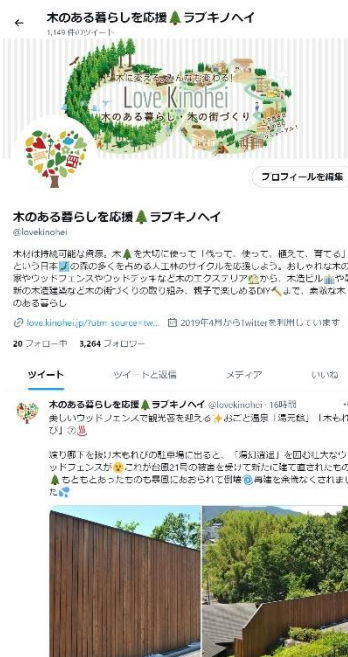 木のある暮らしを応援🌲ラブキノヘイ
1,149 件のツイート
木に変える みんなも変わる!
Love Kinohei
木のある暮らし・木の街づくり
プロフィールを編集
木のある暮らしを応援🌲ラブキノヘイ
@lovekinohei
木材は持続可能な資源。木🌲を大切に使って「伐って、使って、植えて、育てる」
という日本🗾の森の多くを占める人工林のサイクルを応援しよう。おしゃれな木の
家やウッドフェンスやウッドデッキなど木のエクステリア🏡から、木造ビル🏨や最
新の木造建築など木の街づくりの取り組み、親子で楽しめるDIY🔨まで、素敵な木
のある暮らし
love.kinohei.jp/?utm_source=tw... 2019年4月からTwitterを利用しています
20 フォロー中 3,264 フォロワー
ツイート ツイートと返信 メディア いいね
木のある暮らしを応援🌲ラブキノヘイ @lovekinohei · 16時間
美しいウッドフェンスで観光客を迎える✨おごと温泉「湯元舘」「木もれ
び」⑦♨
渡り廊下を抜け木もれびの駐車場に出ると、「湯幻逍遥」を囲む壮大なウ
ッドフェンスが😲これが台風21号の被害を受けて新たに建て直されたもの
🌲もともとあったものも暴風にあおられて倒壊🌀再建を余儀なくされまし
た💦